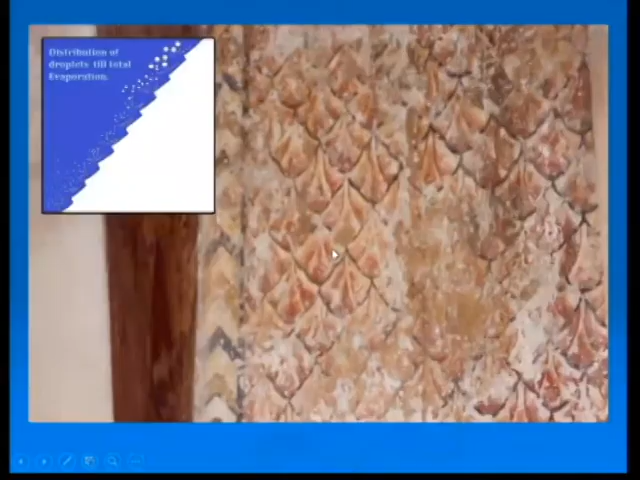 Distribution of
droplets till total
Evaporation.